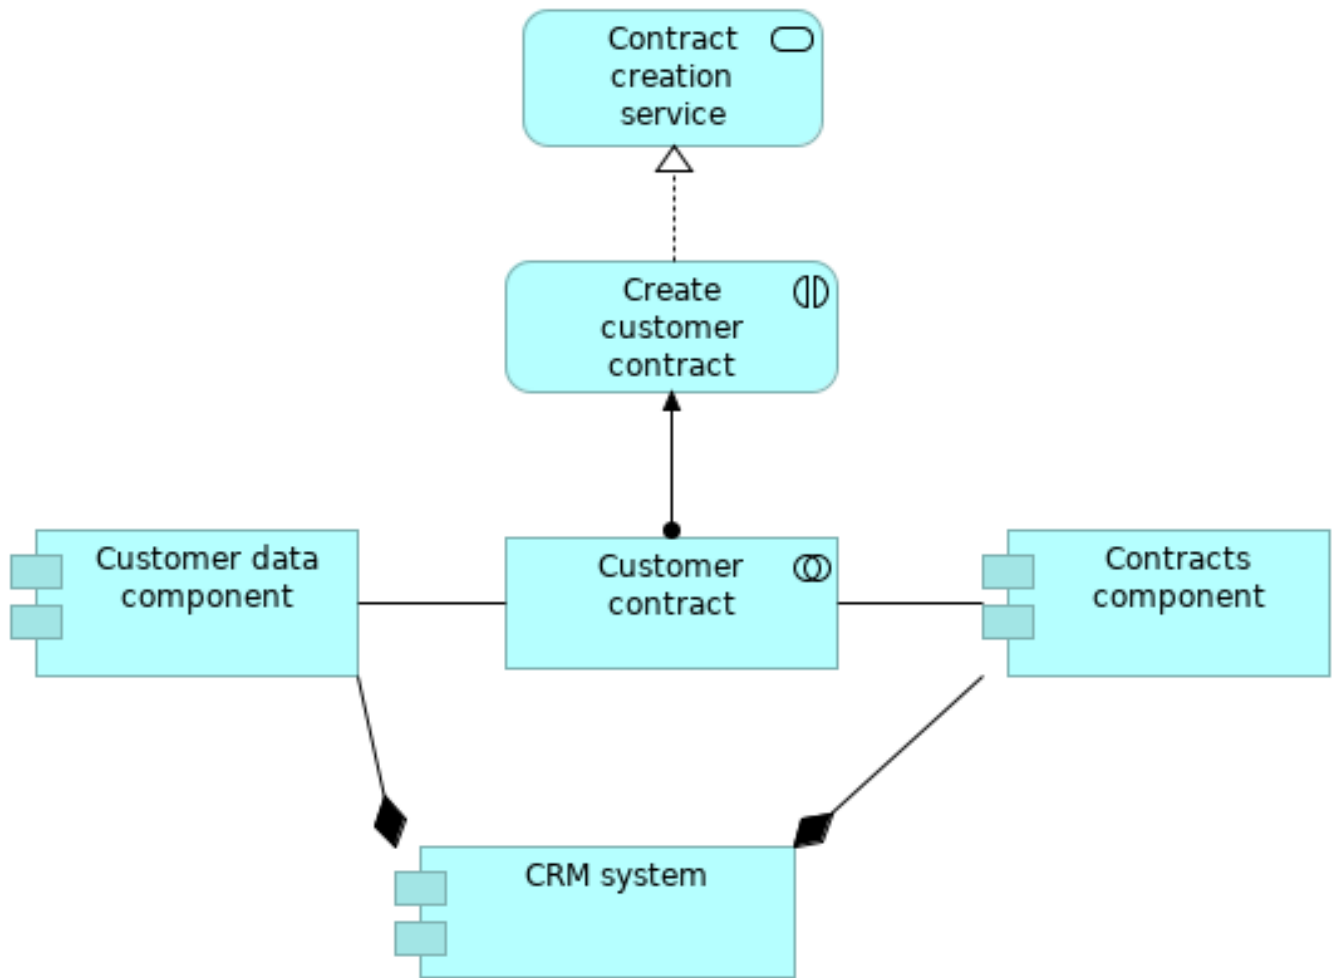 Contract
creation
service
Create
customer
contract
Customer data
component
Customer
contract
Contracts
component
CRM system